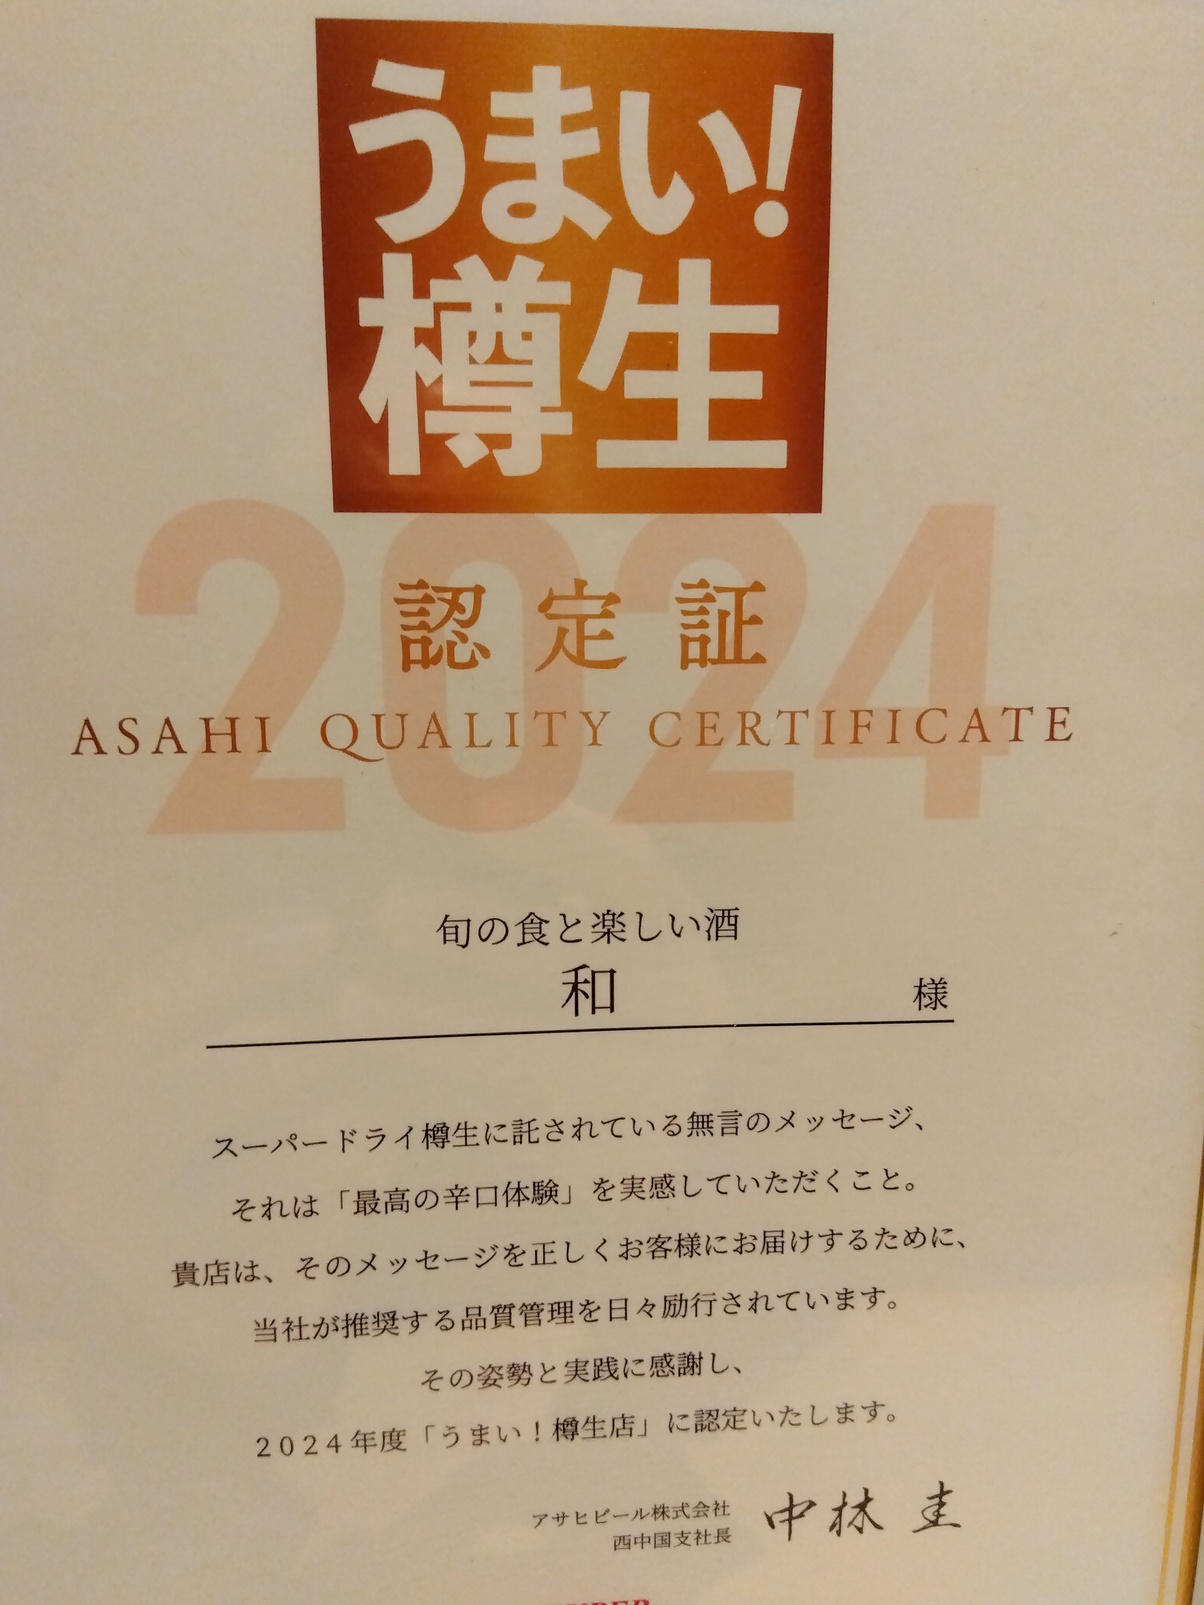 うまい!
樽生
2024
認定証
ASAHI QUALITY CERTIFICATE
旬の食と楽しい酒
和 様
スーパードライ樽生に託されている無言のメッセージ、
それは「最高の辛口体験」を実感していただくこと。
貴店は、そのメッセージを正しくお客様にお届けするために、
当社が推奨する品質管理を日々励行されています。
その姿勢と実践に感謝し、
2024年度「うまい!樽生店」に認定いたします。
アサヒビール株式会社
西中国支社長 中林 圭